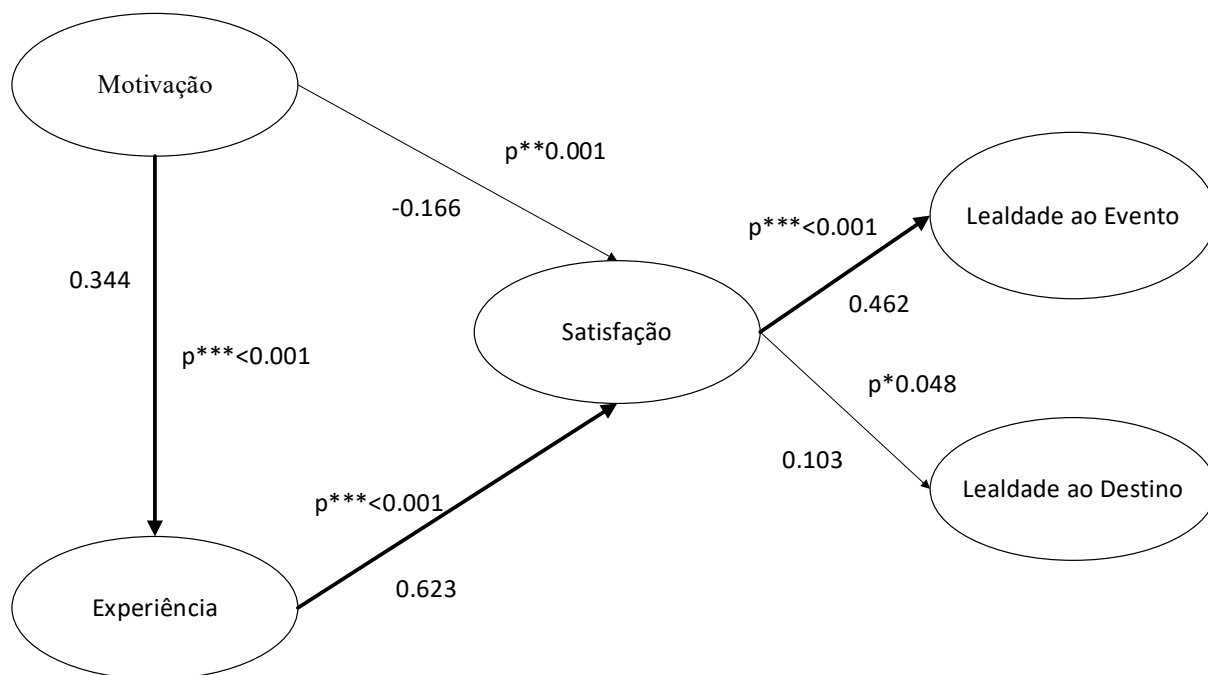 Motivação
p**0.001
-0.166
Lealdade ao Evento
p***<0.001
0.344
0.462
Satisfação
p***<0.001
p*0.048
0.103
Lealdade ao Destino
p***<0.001
0.623
Experiência